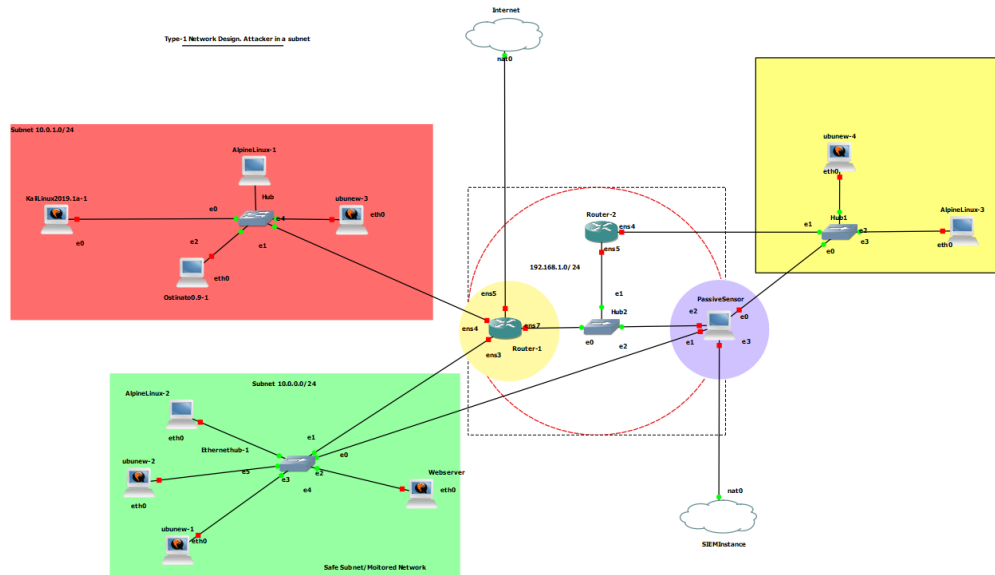 Internet
Type-1 Network Design. Attacker in a subnet
nat0
Subnet 10.0.1.0/24
AlpineLinux-1
ubunew-4
eth0
KaliLinux2019.1a-1
Hub
ubunew-3
AlpineLinux-3
e0
e4
eth0
Router-2
ens4
e1
Hub1
e2
e0
e2
e1
ens5
e3
eth0
e0
eth0
192.168.1.0/ 24
Ostinato0.9-1
ens5
e1
PassiveSensor
ens4
ens7
Hub2
e2
e0
ens3
Router-1
e0
e2
e1
e3
Subnet 10.0.0.0/24
AlpineLinux-2
eth0
e1
Ethernethub-1
e0
ubunew-2
e5
e2
Webserver
e3
e4
eth0
eth0
nat0
ubunew-1
eth0
SIEMInstance
Safe Subnet/Moitored Network